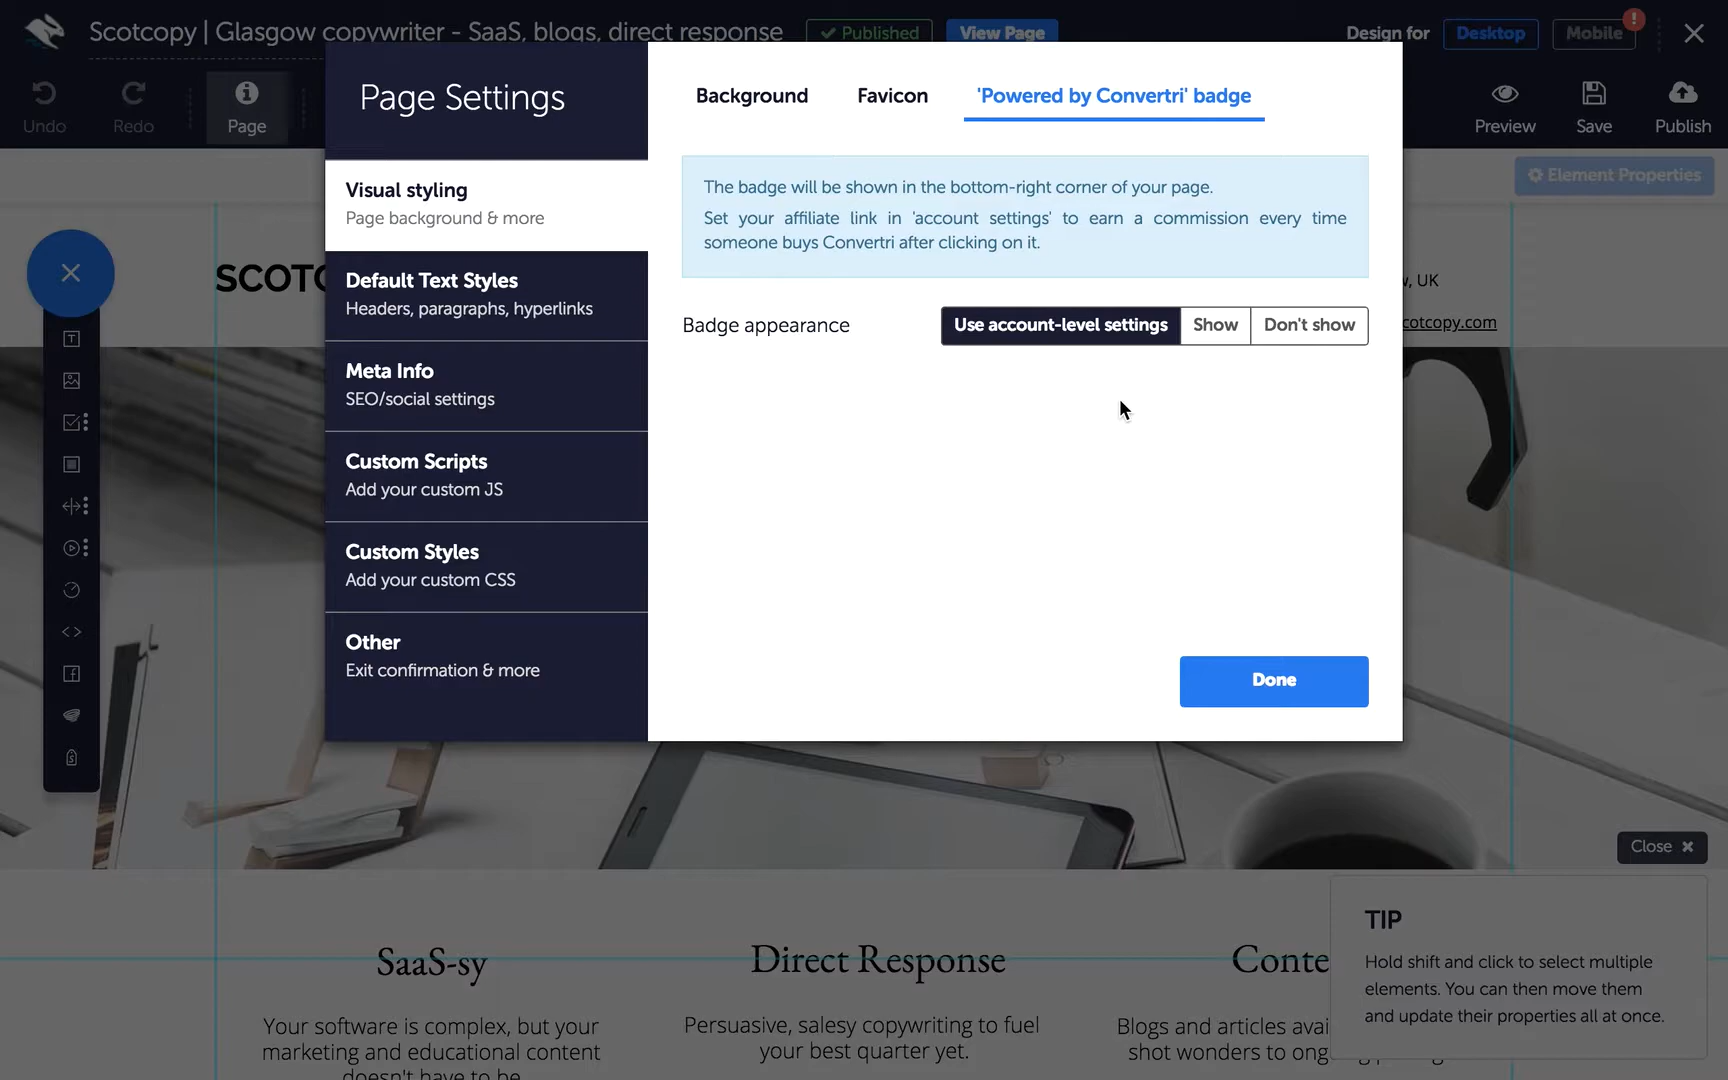 Scotcopy | Glasgow copywriter - SaaS, blogs, direct response
Published
View Page
Design for
Desktop
Mobile
!
Undo
Redo
Page
Preview
Save
Publish
Element Properties
Page Settings
Visual styling
Page background & more
Default Text Styles
Headers, paragraphs, hyperlinks
Meta Info
SEO/social settings
Custom Scripts
Add your custom JS
Custom Styles
Add your custom CSS
Other
Exit confirmation & more
Background
Favicon
'Powered by Convertri' badge
The badge will be shown in the bottom-right corner of your page.
Set your affiliate link in 'account settings' to earn a commission every time
someone buys Convertri after clicking on it.
Badge appearance
Use account-level settings
Show
Don't show
Done
SCOTC
, UK
cotcopy.com
Close
TIP
Hold shift and click to select multiple
elements. You can then move them
and update their properties all at once.
SaaS-sy
Your software is complex, but your
marketing and educational content
doesn't have to be
Direct Response
Persuasive, salesy copywriting to fuel
your best quarter yet.
Conte
Blogs and articles avai
shot wonders to ong